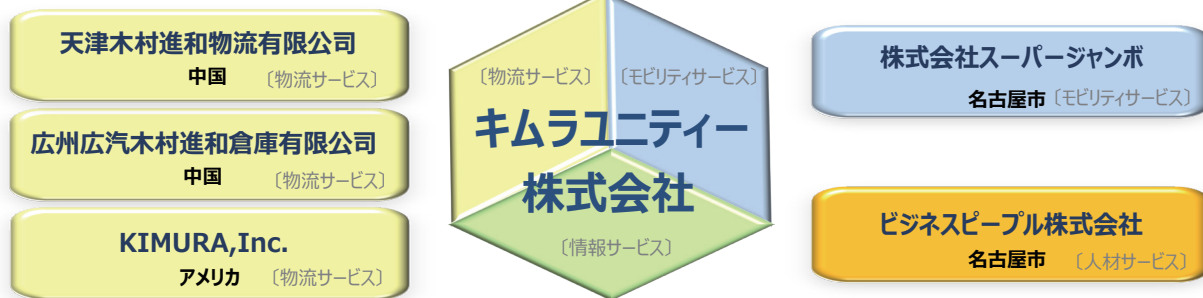 天津木村進和物流有限公司
中国 〔物流サービス〕
広州広汽木村進和倉庫有限公司
中国 〔物流サービス〕
KIMURA,Inc.
アメリカ 〔物流サービス〕
〔物流サービス〕 〔モビリティサービス〕
キムラユニティー
株式会社
〔情報サービス〕
株式会社スーパージャンボ
名古屋市 〔モビリティサービス〕
ビジネスピープル株式会社
名古屋市 〔人材サービス〕